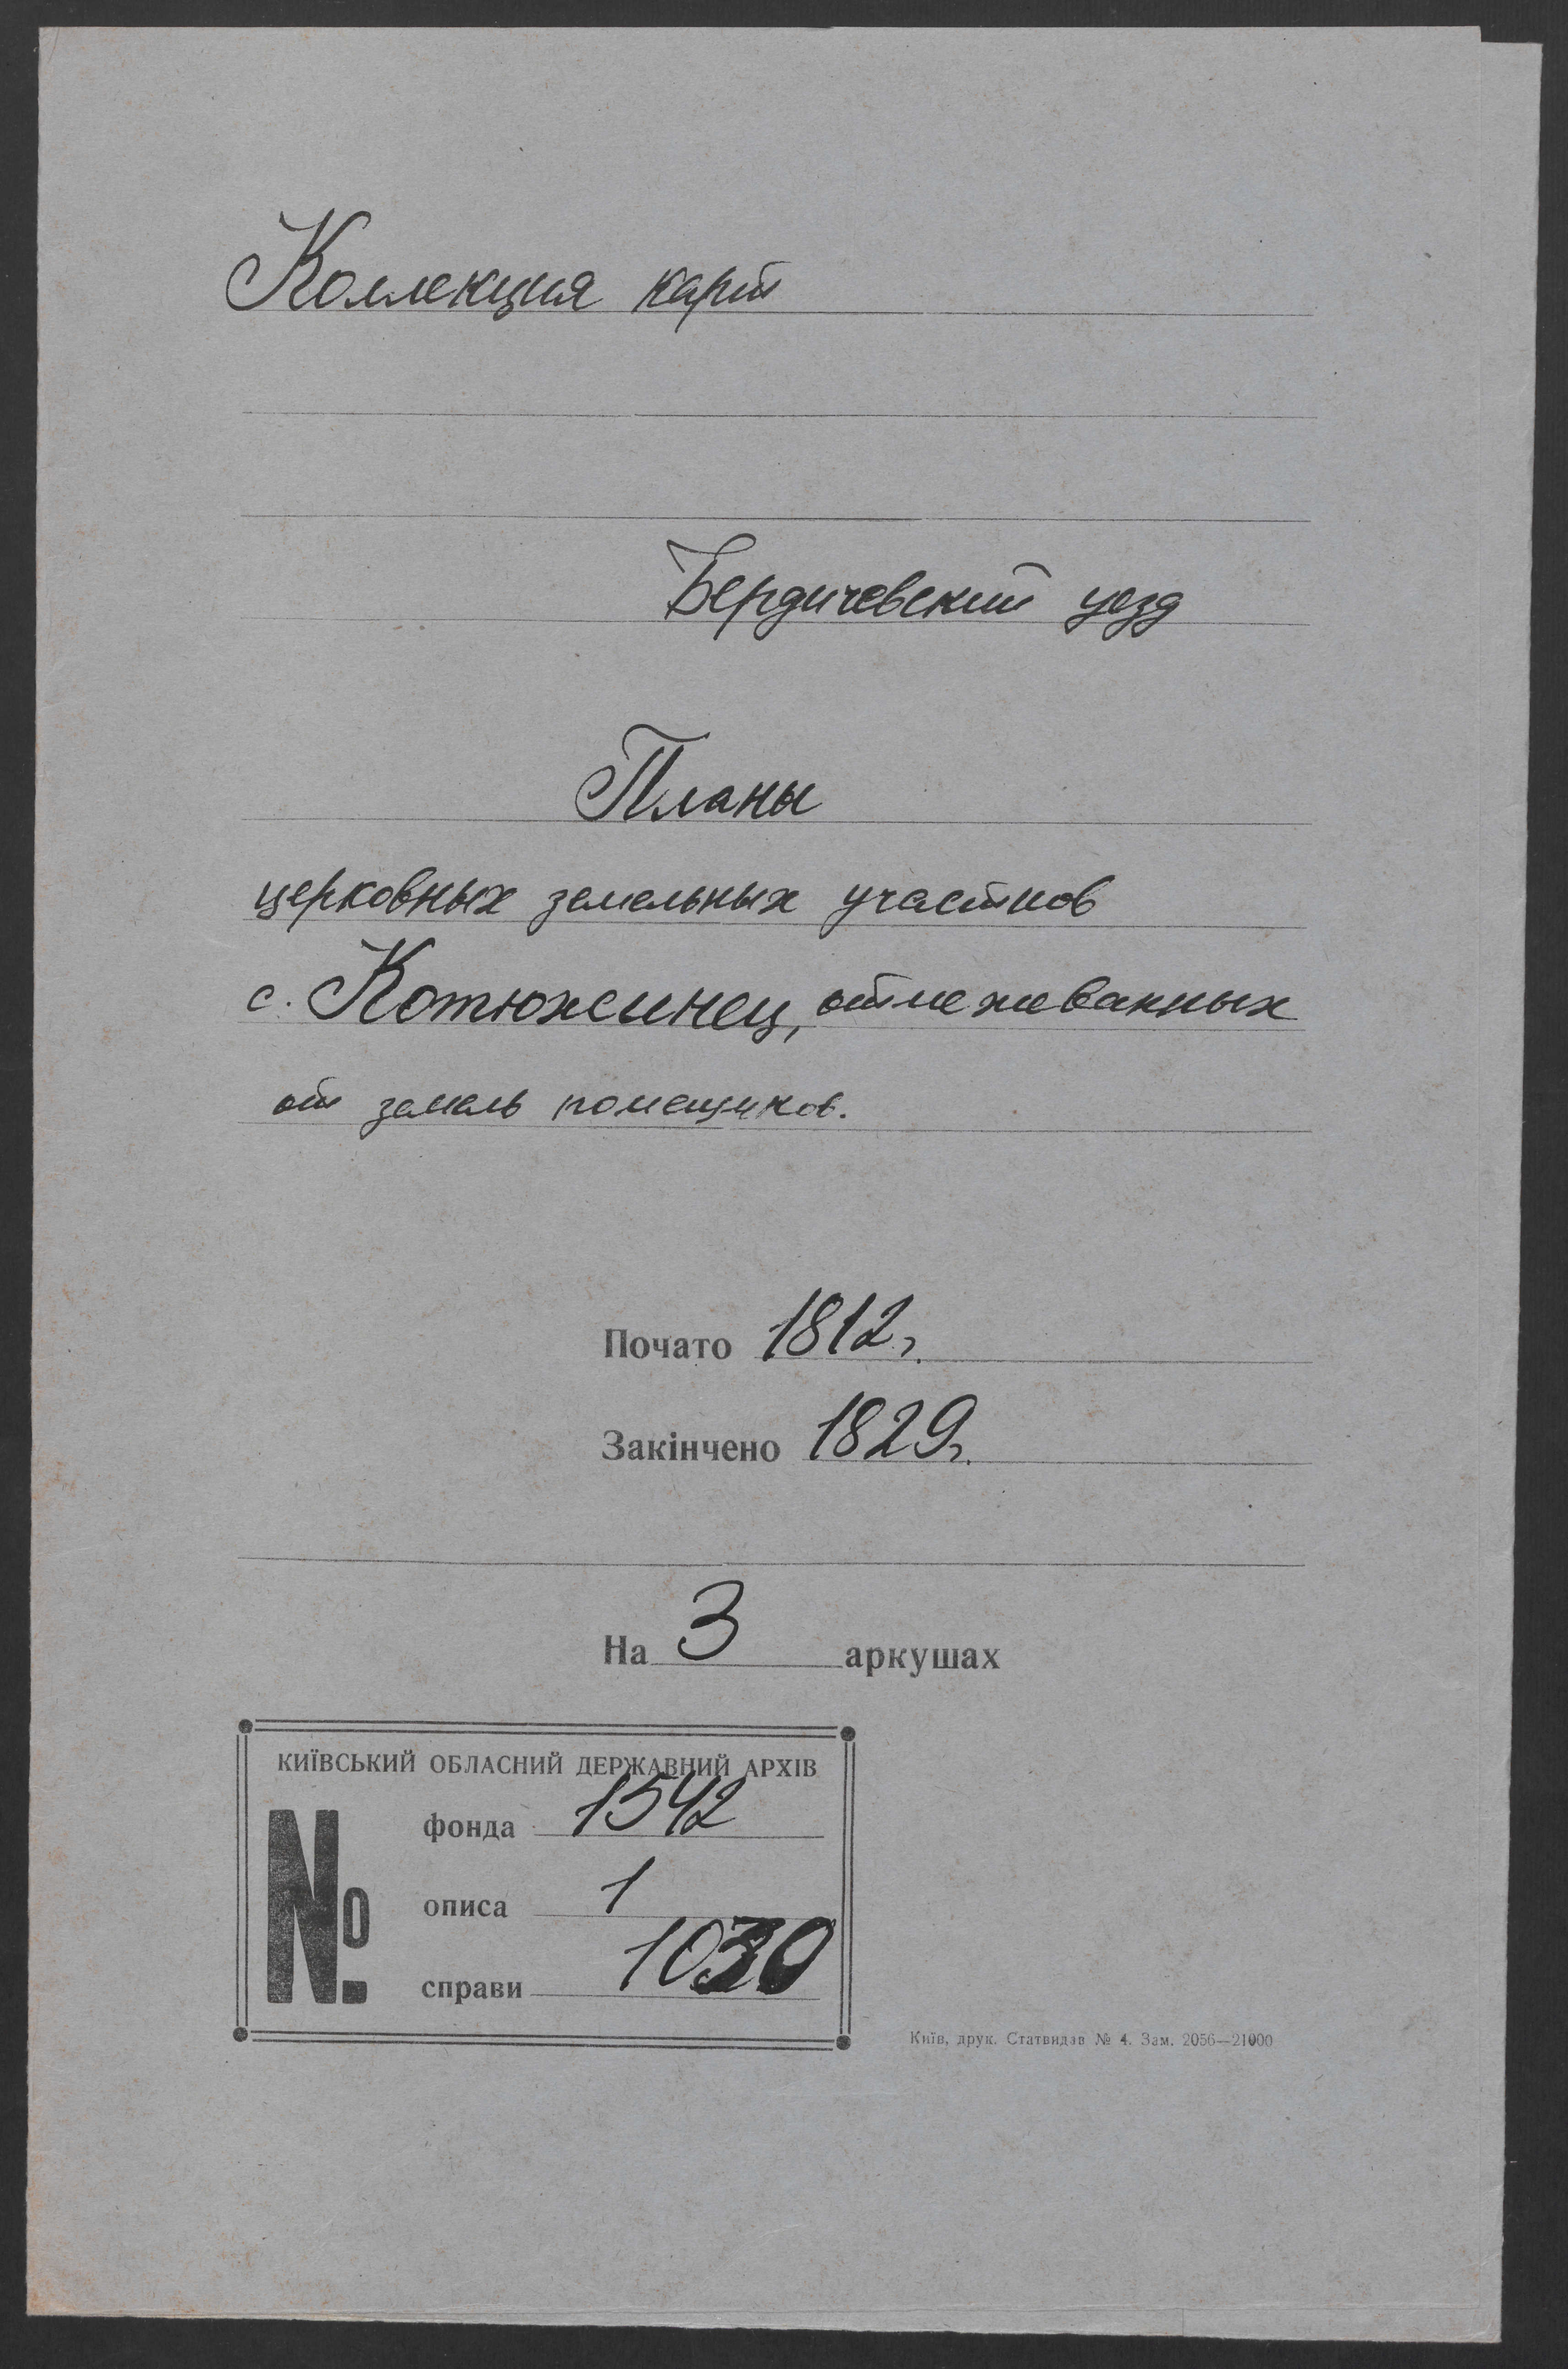 Коллекция карт
Бердичевский уезд
Планы
церковных земельных участков
с. Котюжинец, отмежеванных
от земель помещиков.
Почато 1812 г.
Закінчено 1829 г.
На 3 аркушах
КИЇВСЬКИЙ ОБЛАСНИЙ ДЕРЖАВНИЙ АРХІВ
№
фонда 1542
описа 1
справи 1030
Київ, друк. Статвидав № 4. Зам. 2056—21000